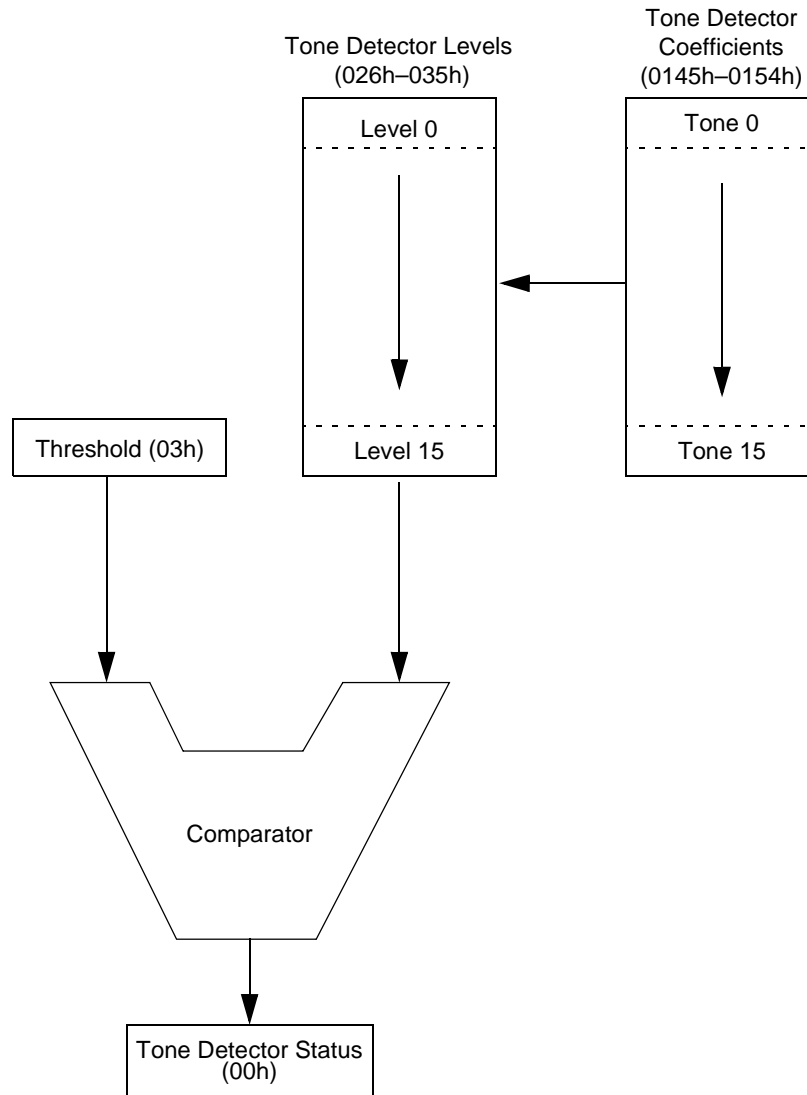 Tone Detector Levels
(026h–035h)
Tone Detector
Coefficients
(0145h–0154h)
Level 0
Tone 0
Threshold (03h)
Level 15
Tone 15
Comparator
Tone Detector Status
(00h)